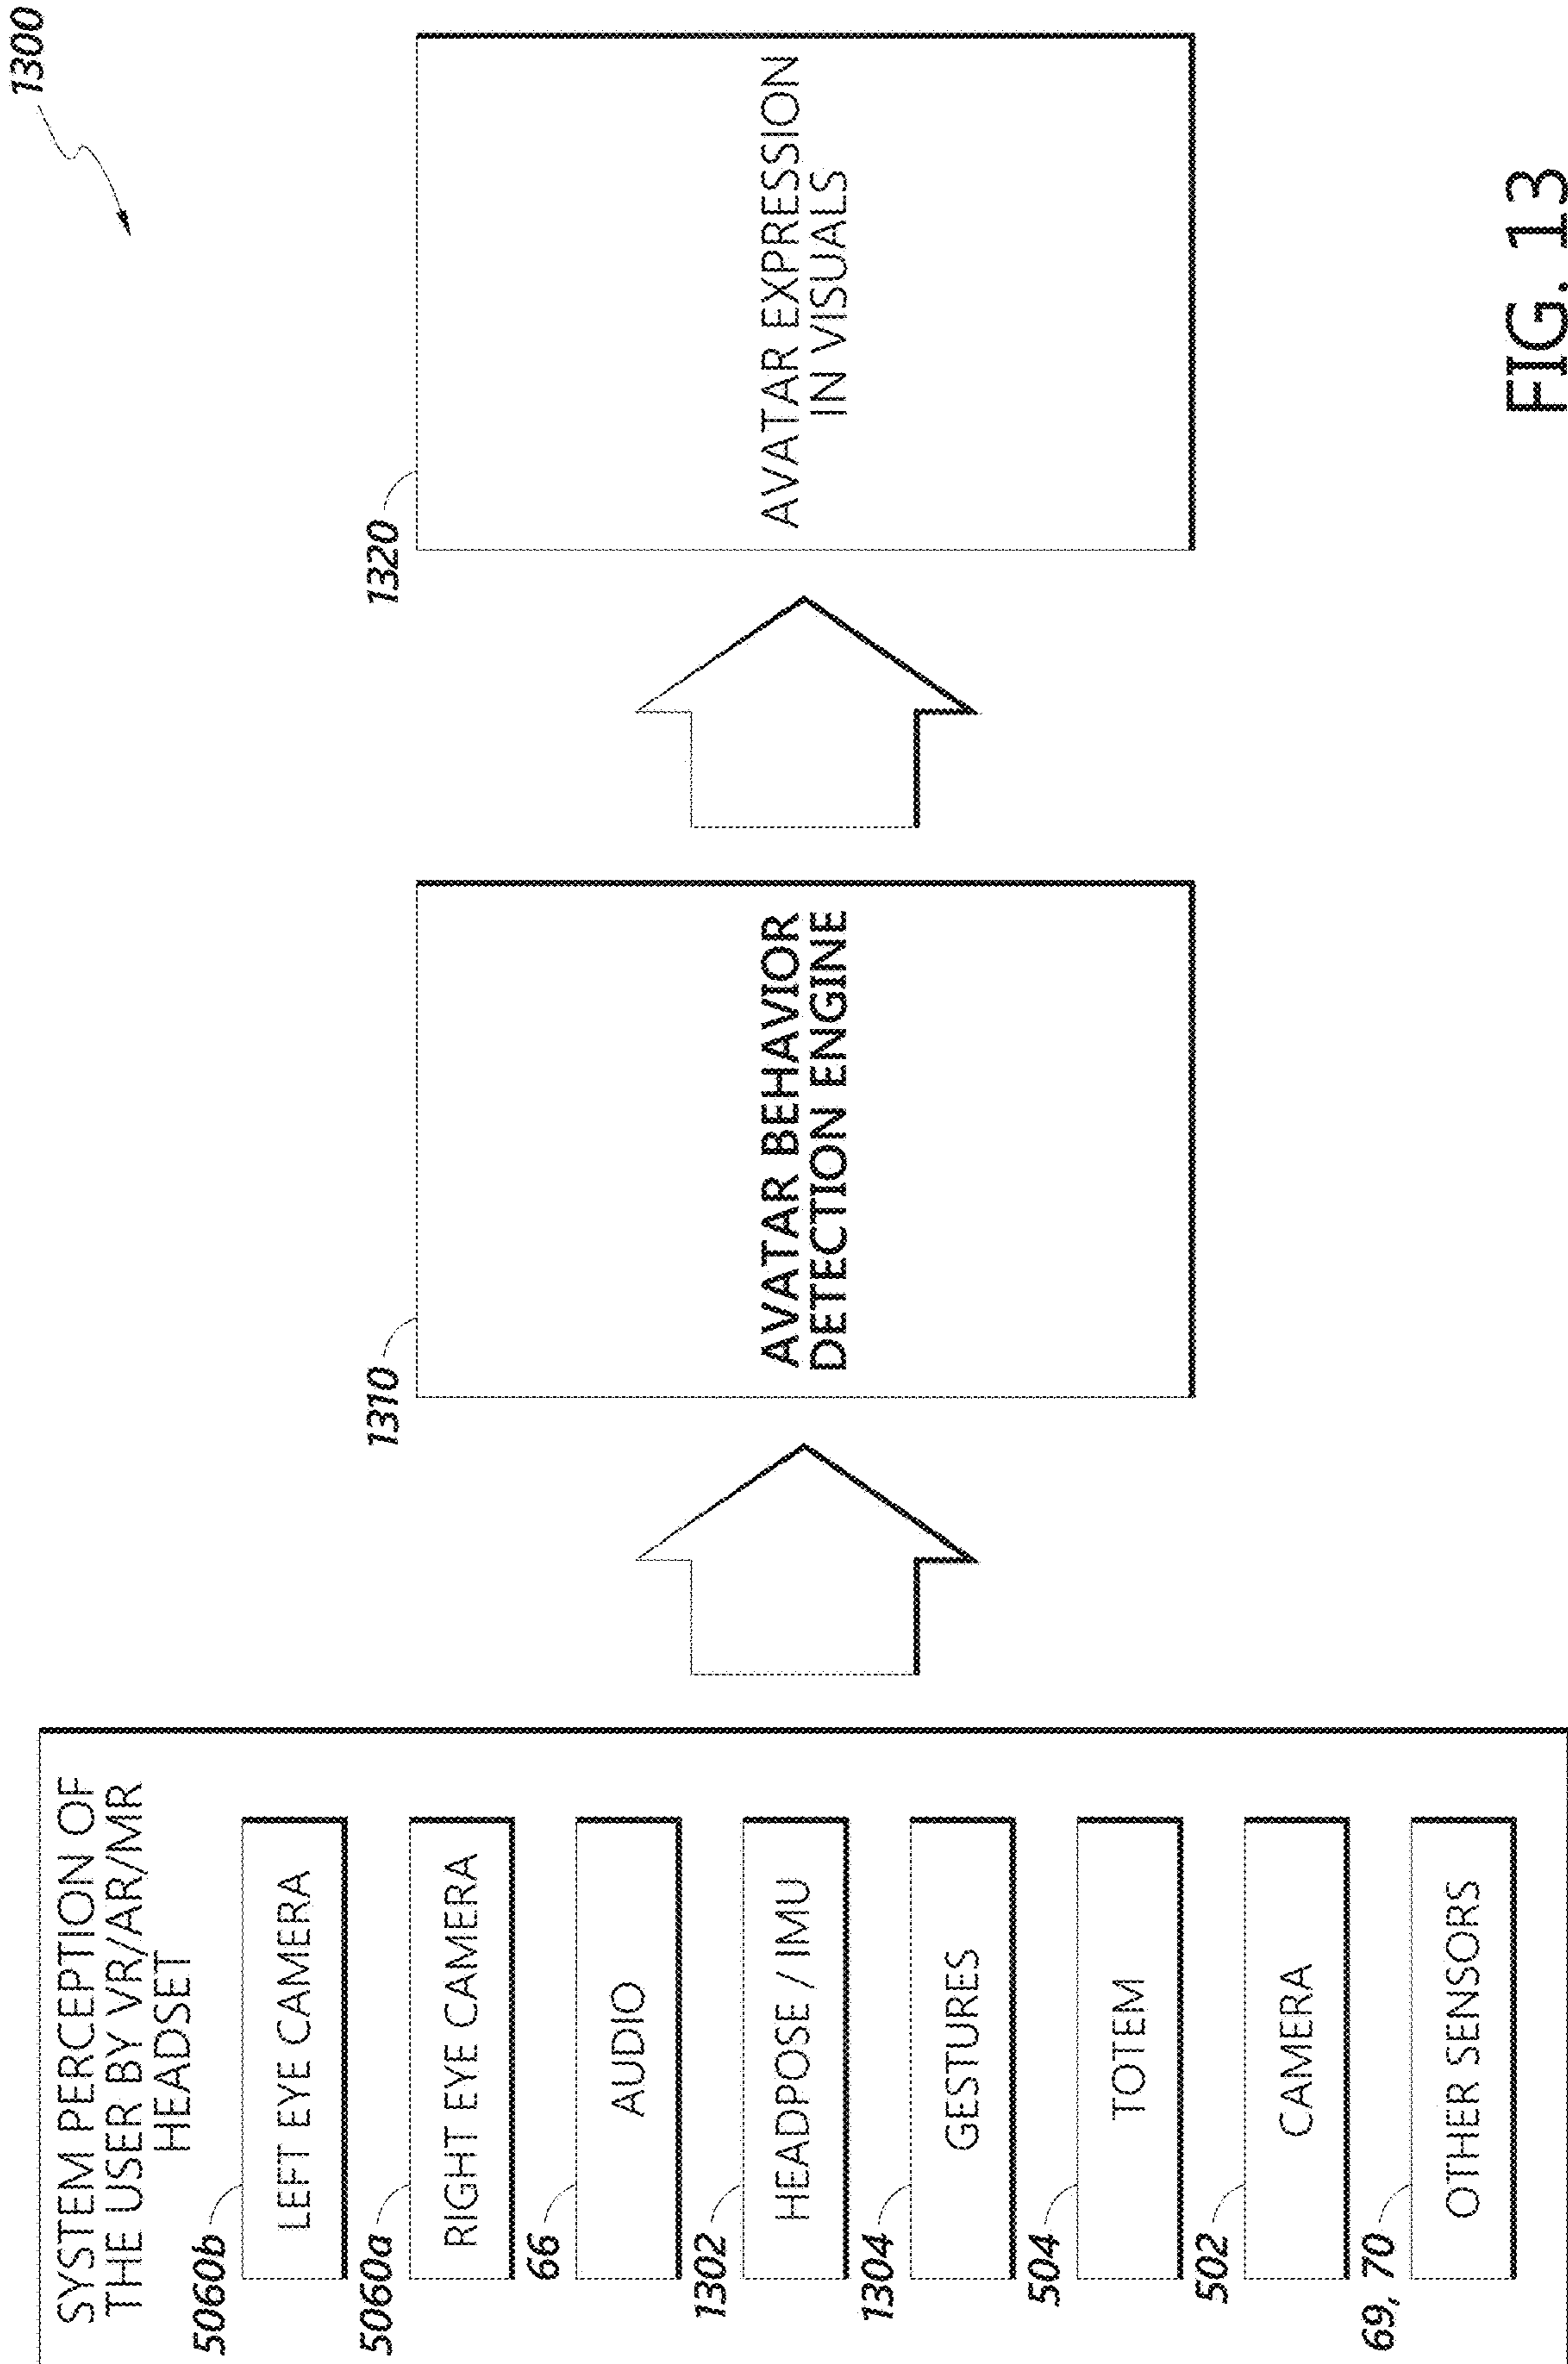 1300
SYSTEM PERCEPTION OF
THE USER BY VR/AR/MR
HEADSET
5060b
LEFT EYE CAMERA
5060a
RIGHT EYE CAMERA
66
AUDIO
1302
HEADPOSE / IMU
1304
GESTURES
504
TOTEM
502
CAMERA
69, 70
OTHER SENSORS
1310
AVATAR BEHAVIOR
DETECTION ENGINE
1320
AVATAR EXPRESSION
IN VISUALS
FIG. 13